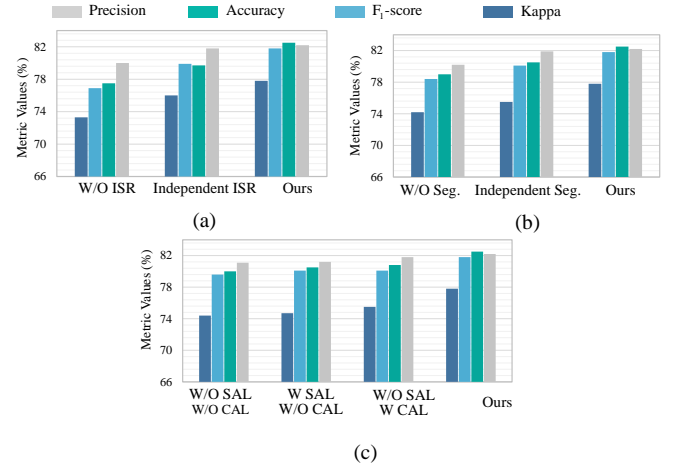 Precision Accuracy F1-score Kappa
Metric Values (%)
82
78
74
70
66
W/O ISR Independent ISR Ours
(a)
Metric Values (%)
82
78
74
70
66
W/O Seg. Independent Seg. Ours
(b)
Metric Values (%)
82
78
74
70
66
W/O SAL W SAL W/O SAL Ours
W/O CAL W/O CAL W CAL
(c)